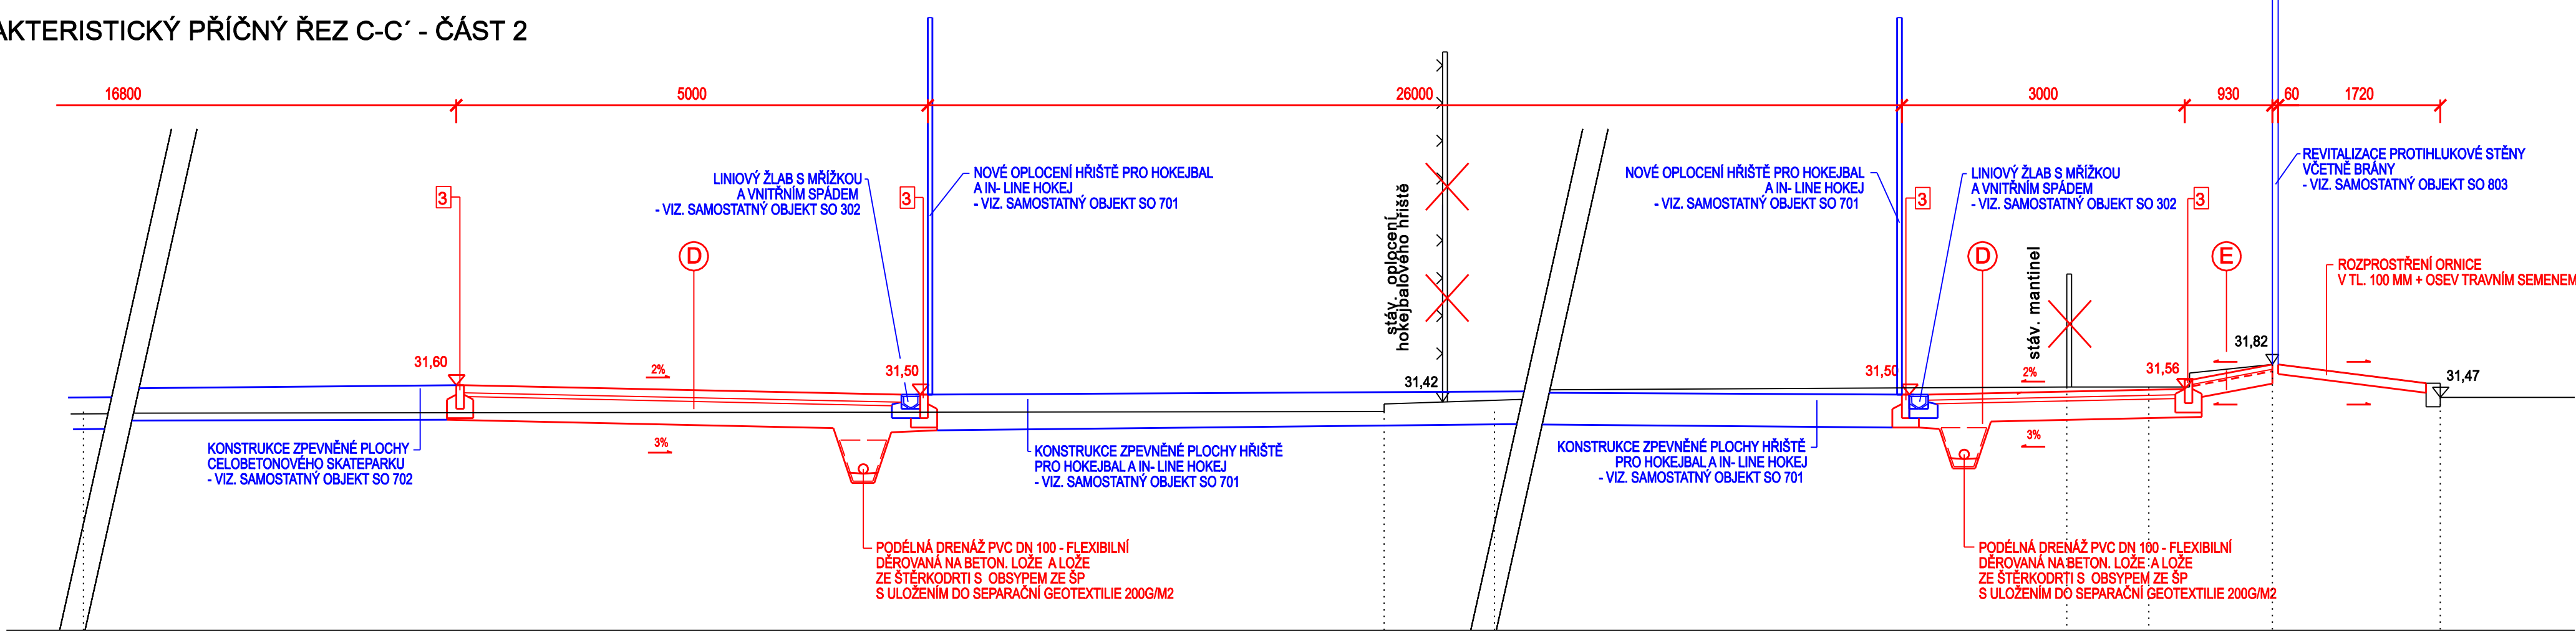 AKTERISTICKÝ PŘÍČNÝ ŘEZ C-C´ - ČÁST 2
16800
5000
26000
3000
930
60
1720
LINIOVÝ ŽLAB S MŘÍŽKOU
A VNITŘNÍM SPÁDEM
- VIZ. SAMOSTATNÝ OBJEKT SO 302
NOVÉ OPLOCENÍ HŘIŠTĚ PRO HOKEJBAL
A IN- LINE HOKEJ
- VIZ. SAMOSTATNÝ OBJEKT SO 701
NOVÉ OPLOCENÍ HŘIŠTĚ PRO HOKEJBAL
A IN- LINE HOKEJ
- VIZ. SAMOSTATNÝ OBJEKT SO 701
LINIOVÝ ŽLAB S MŘÍŽKOU
A VNITŘNÍM SPÁDEM
- VIZ. SAMOSTATNÝ OBJEKT SO 302
REVITALIZACE PROTIHLUKOVÉ STĚNY
VČETNĚ BRÁNY
- VIZ. SAMOSTATNÝ OBJEKT SO 803
3
3
3
3
D
D
E
stáv. oplocení
hokejbalového hřiště
stáv. mantinel
ROZPROSTŘENÍ ORNICE
V TL. 100 MM + OSEV TRAVNÍM SEMENEM
31,60
2%
31,50
31,42
31,50
2%
31,56
31,82
31,47
3%
3%
KONSTRUKCE ZPEVNĚNÉ PLOCHY
CELOBETONOVÉHO SKATEPARKU
- VIZ. SAMOSTATNÝ OBJEKT SO 702
KONSTRUKCE ZPEVNĚNÉ PLOCHY HŘIŠTĚ
PRO HOKEJBAL A IN- LINE HOKEJ
- VIZ. SAMOSTATNÝ OBJEKT SO 701
KONSTRUKCE ZPEVNĚNÉ PLOCHY HŘIŠTĚ
PRO HOKEJBAL A IN- LINE HOKEJ
- VIZ. SAMOSTATNÝ OBJEKT SO 701
PODÉLNÁ DRENÁŽ PVC DN 100 - FLEXIBILNÍ
DĚROVANÁ NA BETON. LOŽE A LOŽE
ZE ŠTĚRKODRTI S OBSYPEM ZE ŠP
S ULOŽENÍM DO SEPARAČNÍ GEOTEXTILIE 200G/M2
PODÉLNÁ DRENÁŽ PVC DN 100 - FLEXIBILNÍ
DĚROVANÁ NA BETON. LOŽE A LOŽE
ZE ŠTĚRKODRTI S OBSYPEM ZE ŠP
S ULOŽENÍM DO SEPARAČNÍ GEOTEXTILIE 200G/M2